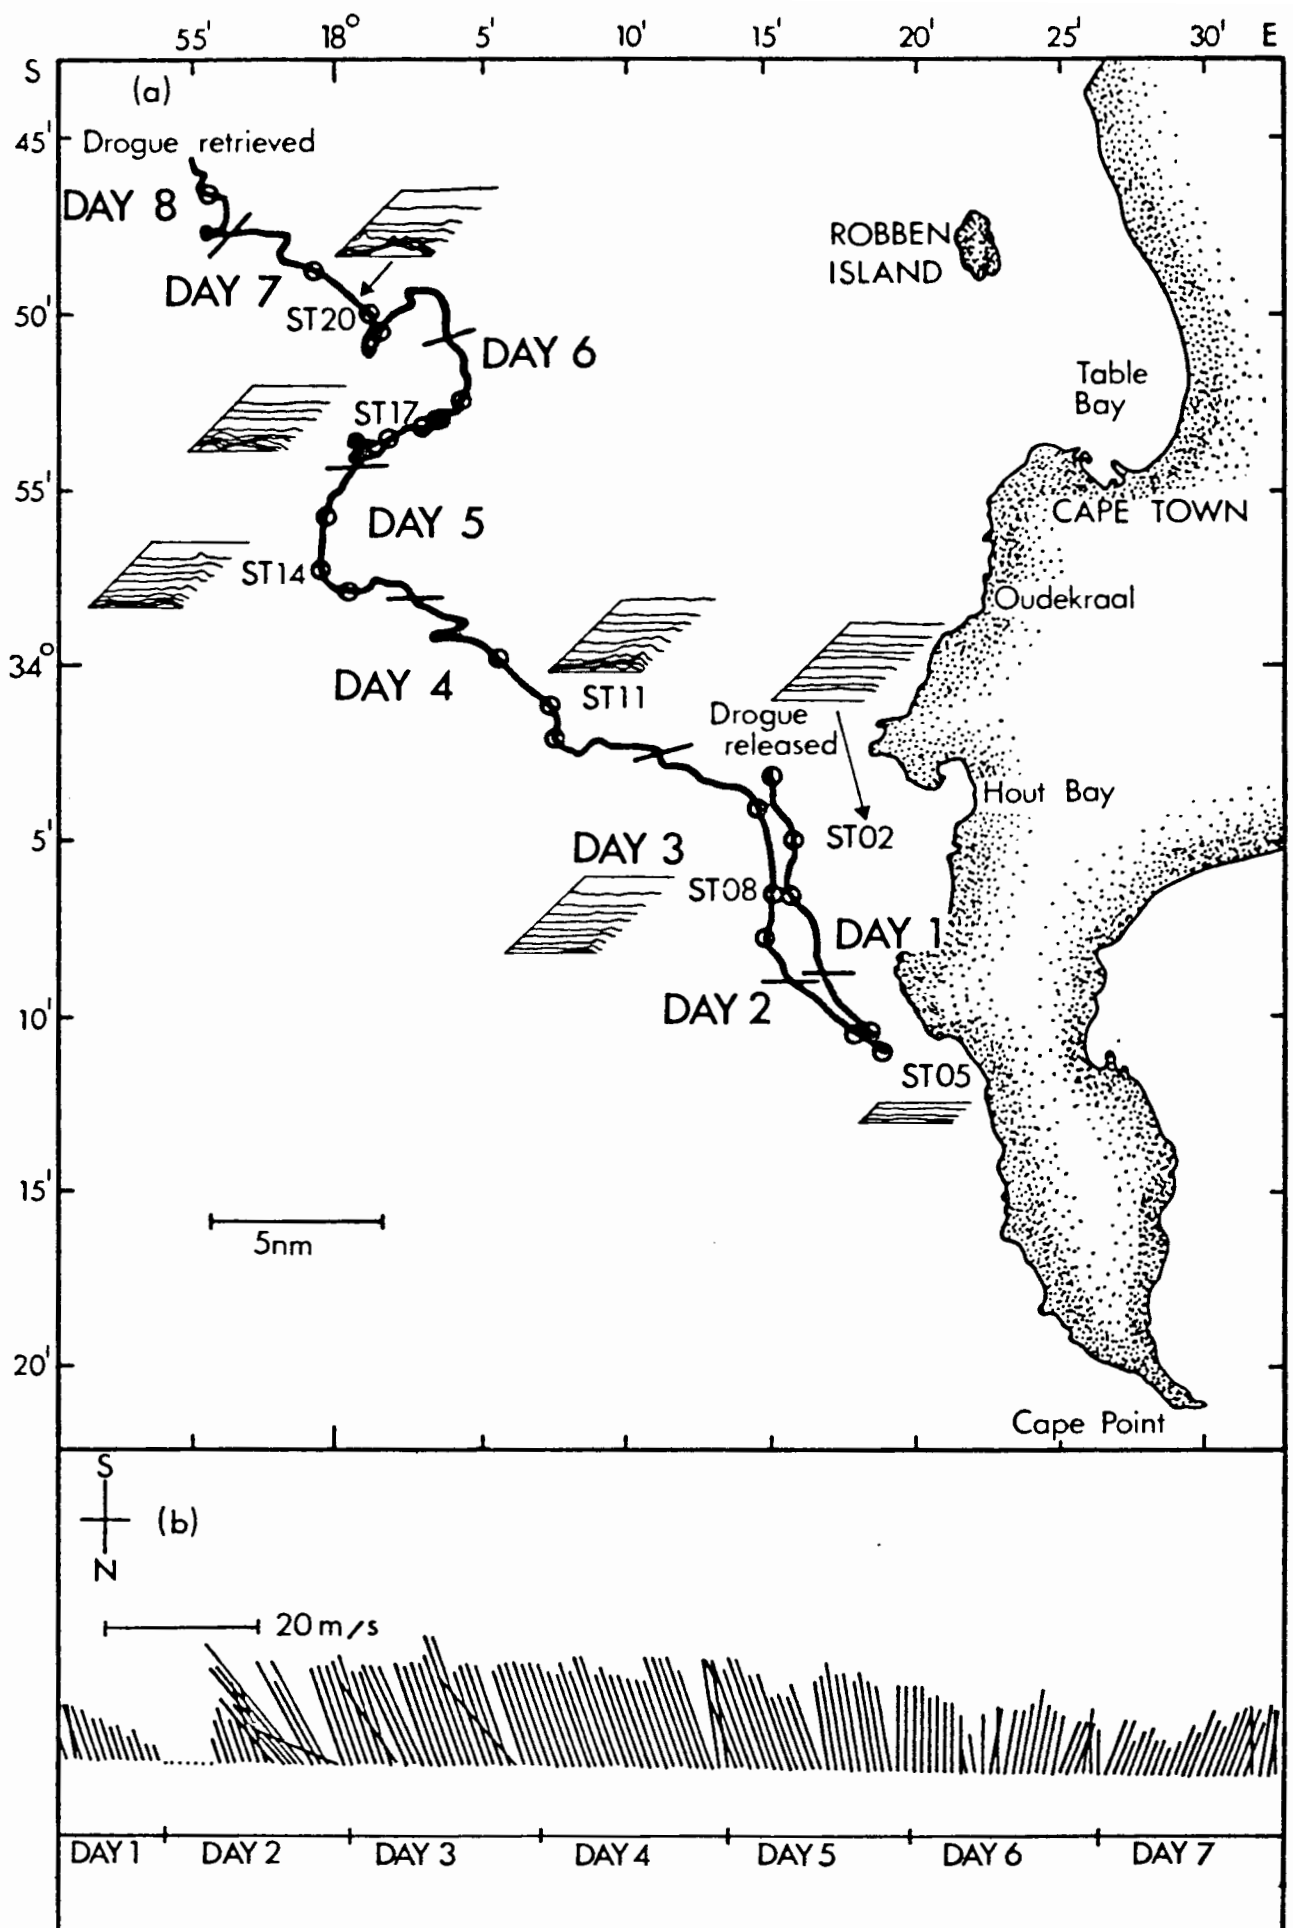 55' 18° 5' 10' 15' 20' 25' 30' E
S
(a)
45'
Drogue retrieved
DAY 8
ROBBEN
ISLAND
DAY 7
50'
ST20
DAY 6
Table
Bay
ST17
55'
CAPE TOWN
DAY 5
ST14
Oudekraal
34°
DAY 4
ST11
Drogue
released
Hout Bay
5'
ST02
DAY 3
ST08
DAY 1
DAY 2
10'
ST05
15'
5nm
20'
Cape Point
S
(b)
N
20 m/s
DAY 1 DAY 2 DAY 3 DAY 4 DAY 5 DAY 6 DAY 7